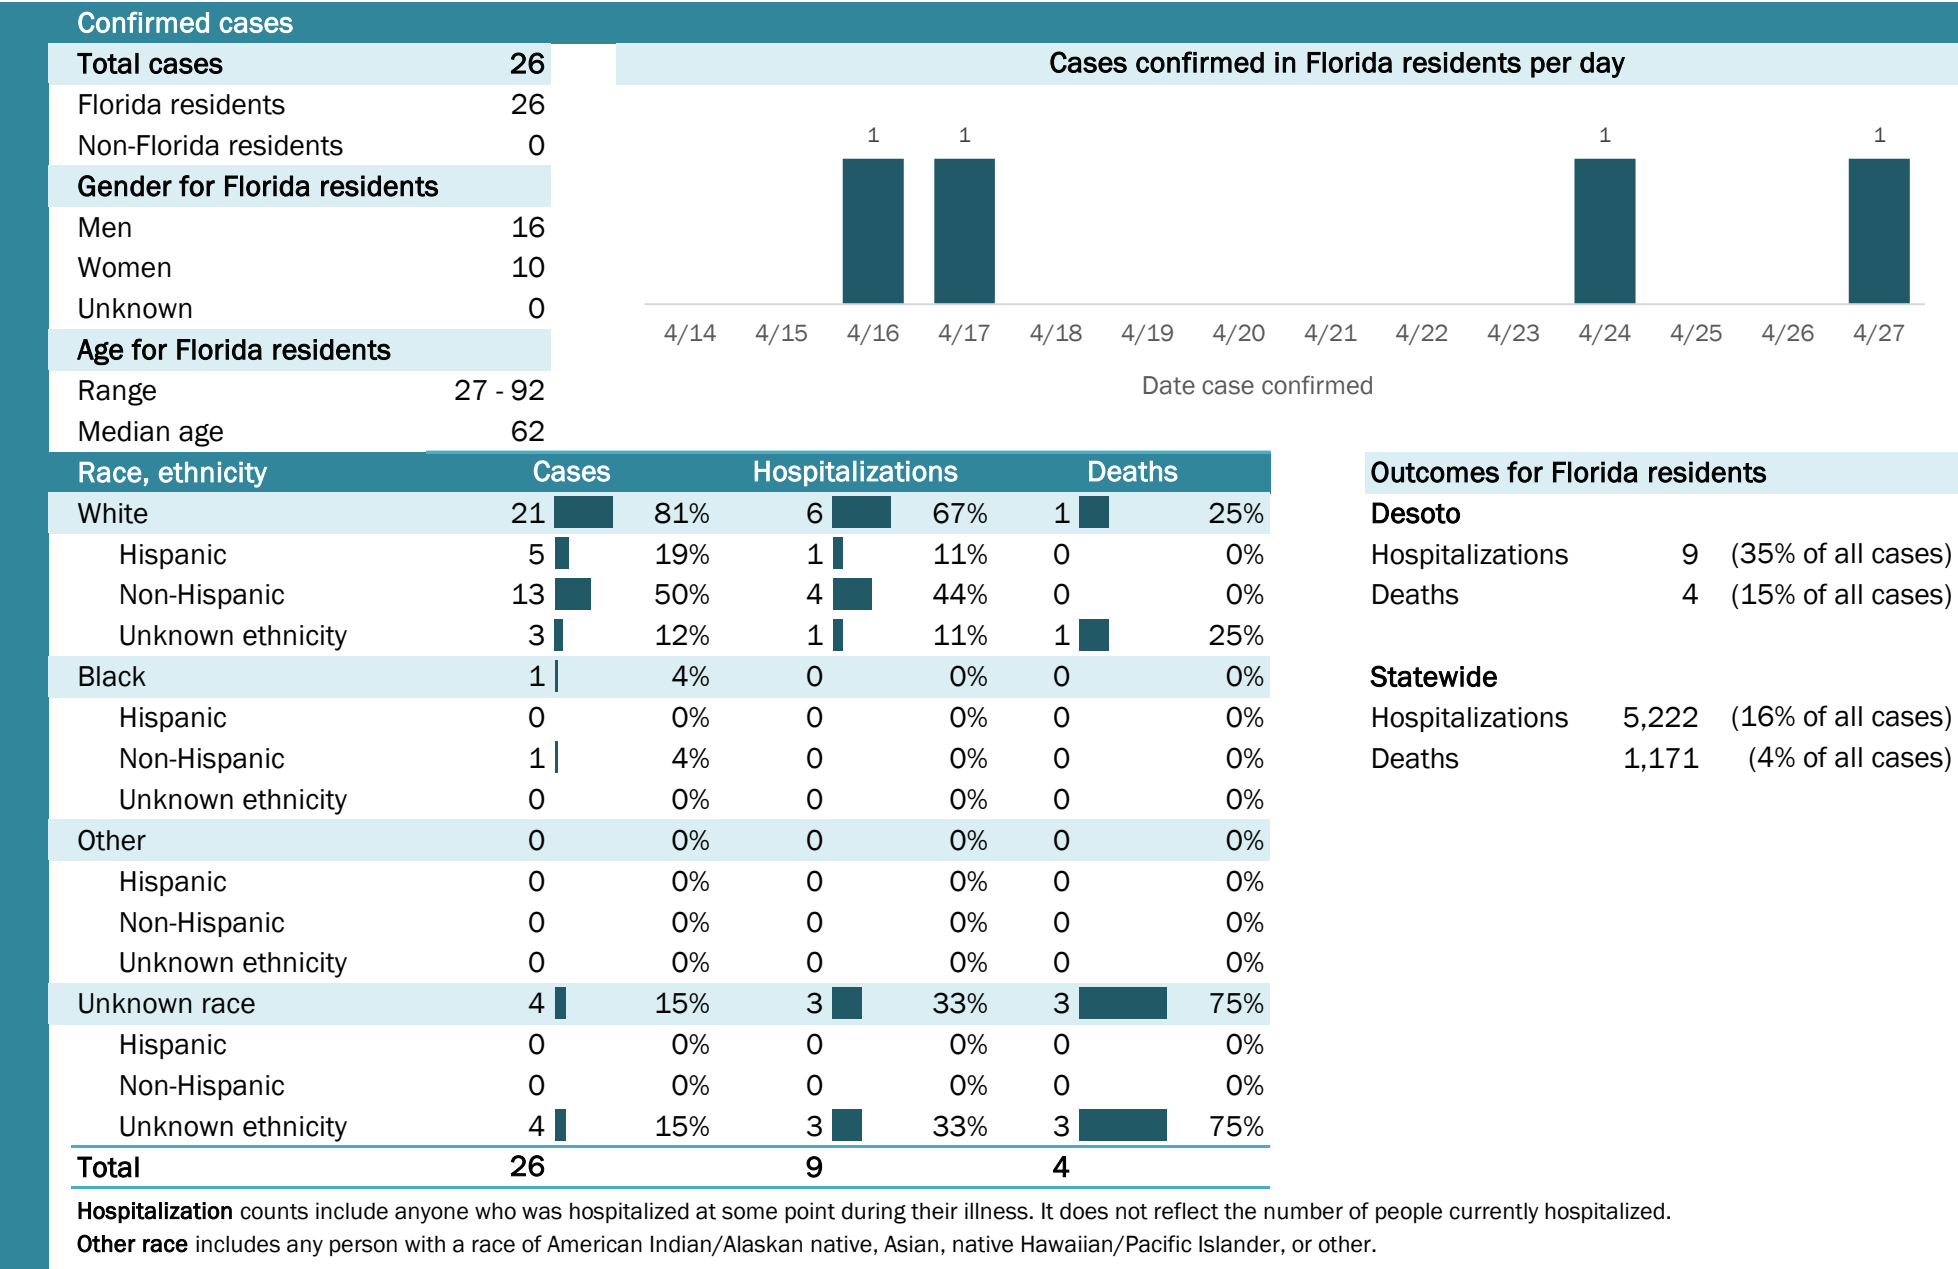 Confirmed cases
Total cases 26
Florida residents 26
Non-Florida residents 0
Gender for Florida residents
Men 16
Women 10
Unknown 0
Age for Florida residents
Range 27 - 92
Median age 62
Cases confirmed in Florida residents per day
1 1 1 1
4/14 4/15 4/16 4/17 4/18 4/19 4/20 4/21 4/22 4/23 4/24 4/25 4/26 4/27
Date case confirmed
Race, ethnicity Cases Hospitalizations Deaths
White 21 81% 6 67% 1 25%
Hispanic 5 19% 1 11% 0 0%
Non-Hispanic 13 50% 4 44% 0 0%
Unknown ethnicity 3 12% 1 11% 1 25%
Black 1 4% 0 0% 0 0%
Hispanic 0 0% 0 0% 0 0%
Non-Hispanic 1 4% 0 0% 0 0%
Unknown ethnicity 0 0% 0 0% 0 0%
Other 0 0% 0 0% 0 0%
Hispanic 0 0% 0 0% 0 0%
Non-Hispanic 0 0% 0 0% 0 0%
Unknown ethnicity 0 0% 0 0% 0 0%
Unknown race 4 15% 3 33% 3 75%
Hispanic 0 0% 0 0% 0 0%
Non-Hispanic 0 0% 0 0% 0 0%
Unknown ethnicity 4 15% 3 33% 3 75%
Total 26 9 4
Outcomes for Florida residents
Desoto
Hospitalizations 9 (35% of all cases)
Deaths 4 (15% of all cases)
Statewide
Hospitalizations 5,222 (16% of all cases)
Deaths 1,171 (4% of all cases)
Hospitalization counts include anyone who was hospitalized at some point during their illness. It does not reflect the number of people currently hospitalized.
Other race includes any person with a race of American Indian/Alaskan native, Asian, native Hawaiian/Pacific Islander, or other.